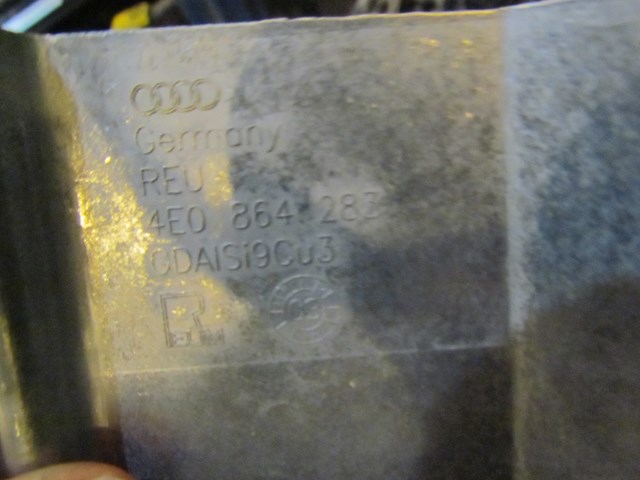 Germany
REU
4E0 864 283
GDAlSi9Cu3